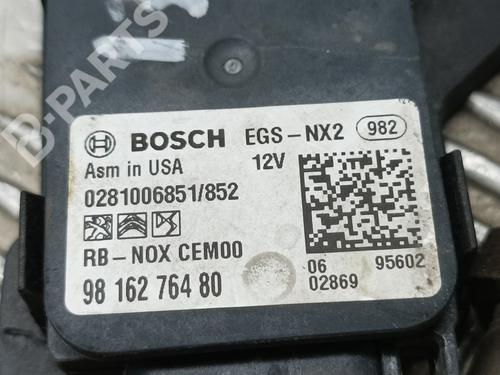 B-PARTS
BOSCH EGS-NX2 982
Asm in USA 12V
0281006851/852
RB-NOX CEM00
98 162 764 80
06 95602
02869